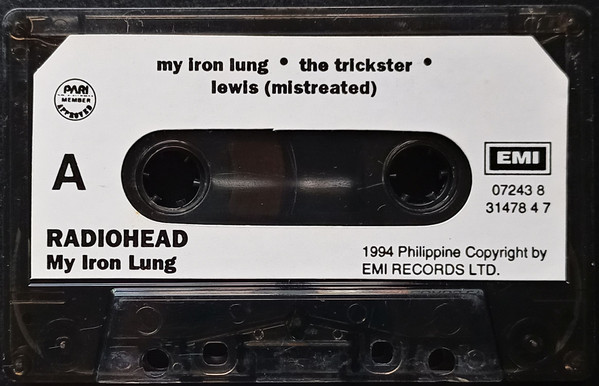 my iron lung • the trickster •
lewis (mistreated)
PARI
MEMBER
APPROVED
A
EMI
07243 8
31478 4 7
RADIOHEAD
My Iron Lung
1994 Philippine Copyright by
EMI RECORDS LTD.